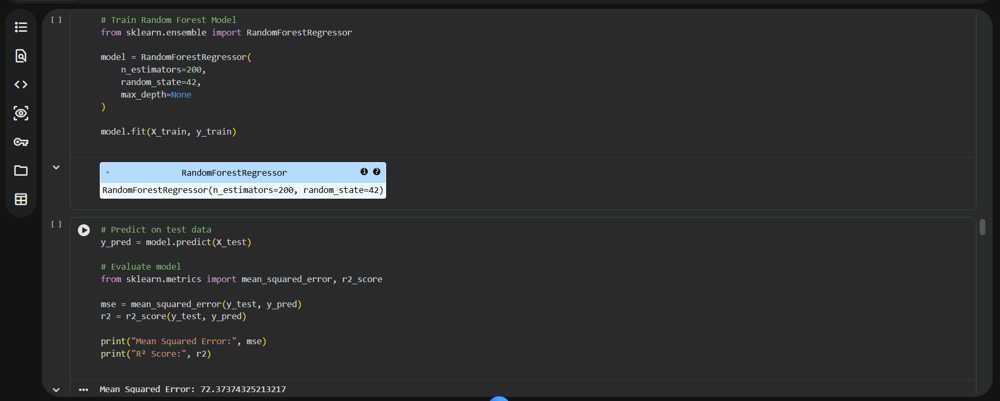 [ ]
# Train Random Forest Model
from sklearn.ensemble import RandomForestRegressor
model = RandomForestRegressor(
    n_estimators=200,
    random_state=42,
    max_depth=None
)
model.fit(X_train, y_train)
RandomForestRegressor
RandomForestRegressor(n_estimators=200, random_state=42)
[ ]
# Predict on test data
y_pred = model.predict(X_test)
# Evaluate model
from sklearn.metrics import mean_squared_error, r2_score
mse = mean_squared_error(y_test, y_pred)
r2 = r2_score(y_test, y_pred)
print("Mean Squared Error:", mse)
print("R² Score:", r2)
Mean Squared Error: 72.37374325213217